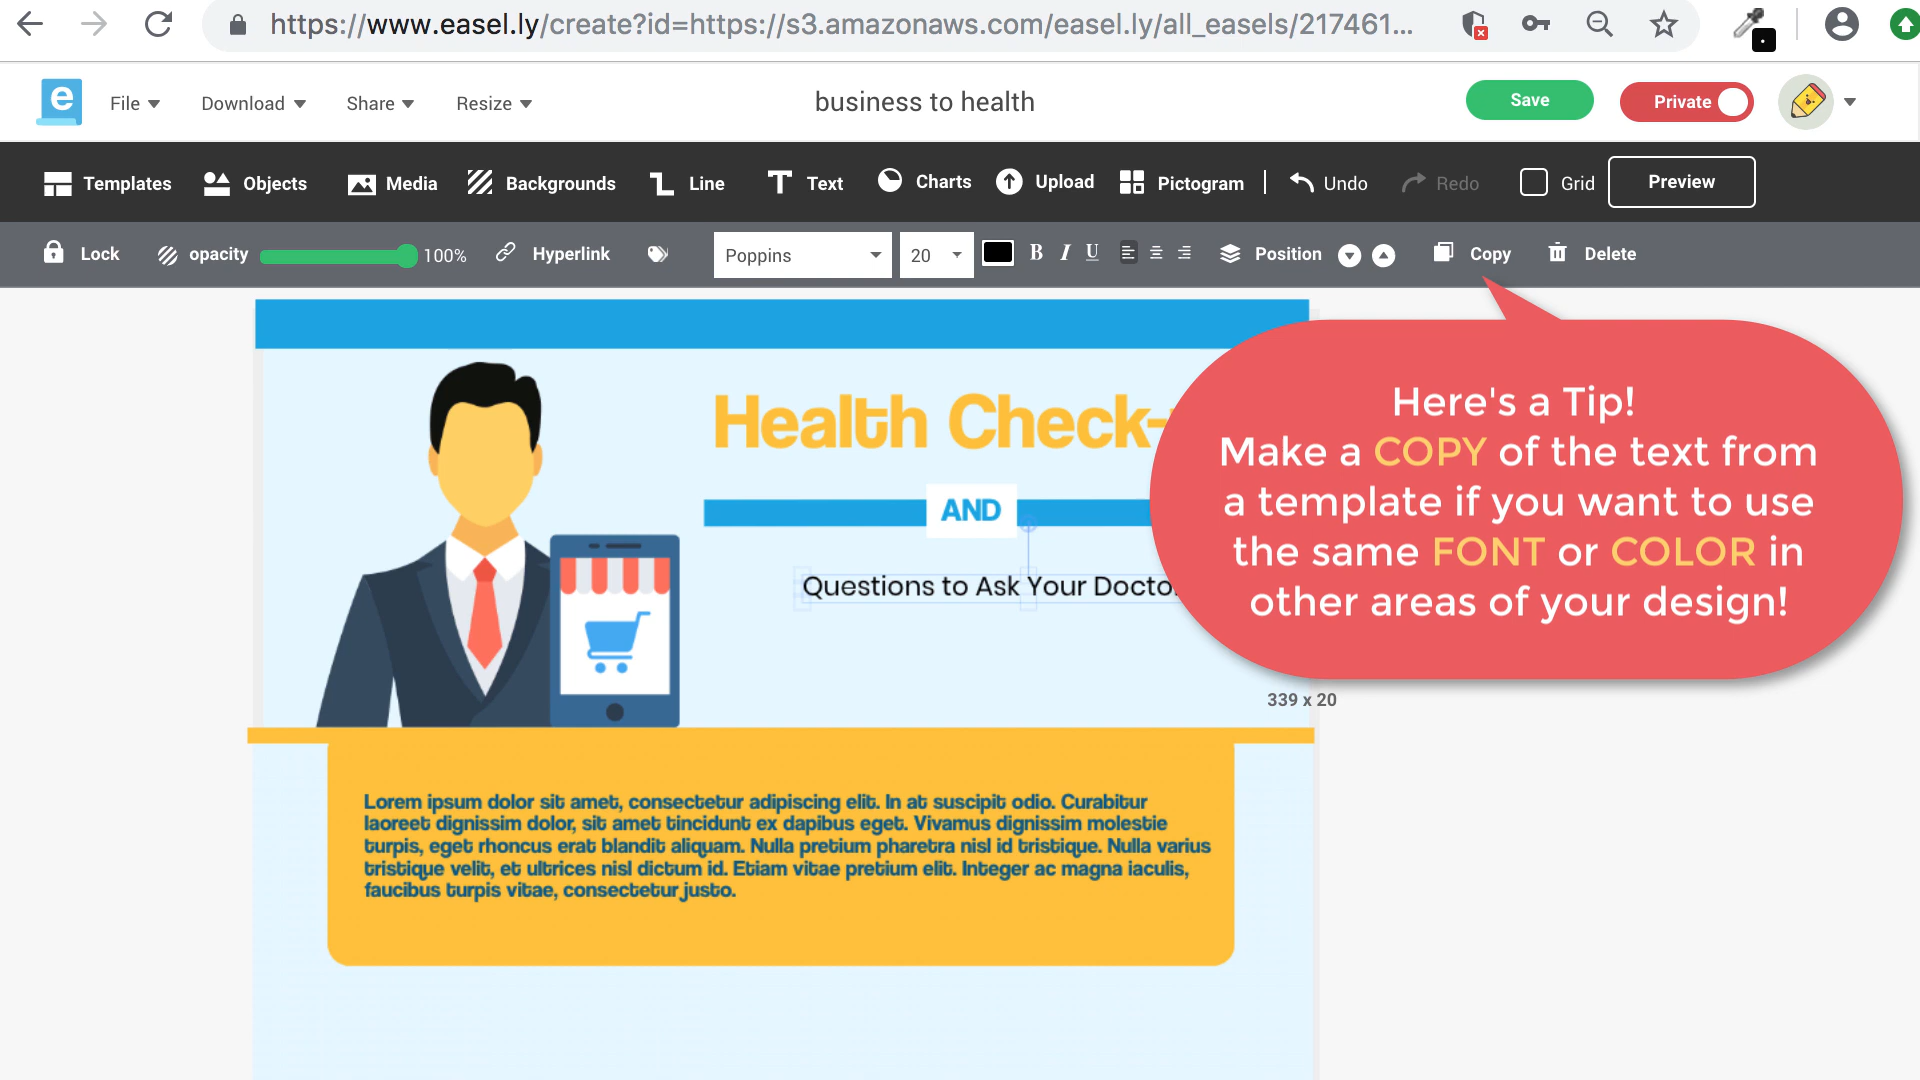 https://www.easel.ly/create?id=https://s3.amazonaws.com/easel.ly/all_easels/217461...
e File Download Share Resize business to health Save Private
Templates Objects Media Backgrounds Line Text Charts Upload Pictogram Undo Redo Grid Preview
Lock opacity 100% Hyperlink Poppins 20 B I U Position Copy Delete
Health Check-
AND
Questions to Ask Your Docto
Here's a Tip!
Make a COPY of the text from
a template if you want to use
the same FONT or COLOR in
other areas of your design!
339 x 20
Lorem ipsum dolor sit amet, consectetur adipiscing elit. In at suscipit odio. Curabitur
laoreet dignissim dolor, sit amet tincidunt ex dapibus eget. Vivamus dignissim molestie
turpis, eget rhoncus erat blandit aliquam. Nulla pretium pharetra nisl id tristique. Nulla varius
tristique velit, et ultrices nisl dictum id. Etiam vitae pretium elit. Integer ac magna iaculis,
faucibus turpis vitae, consectetur justo.